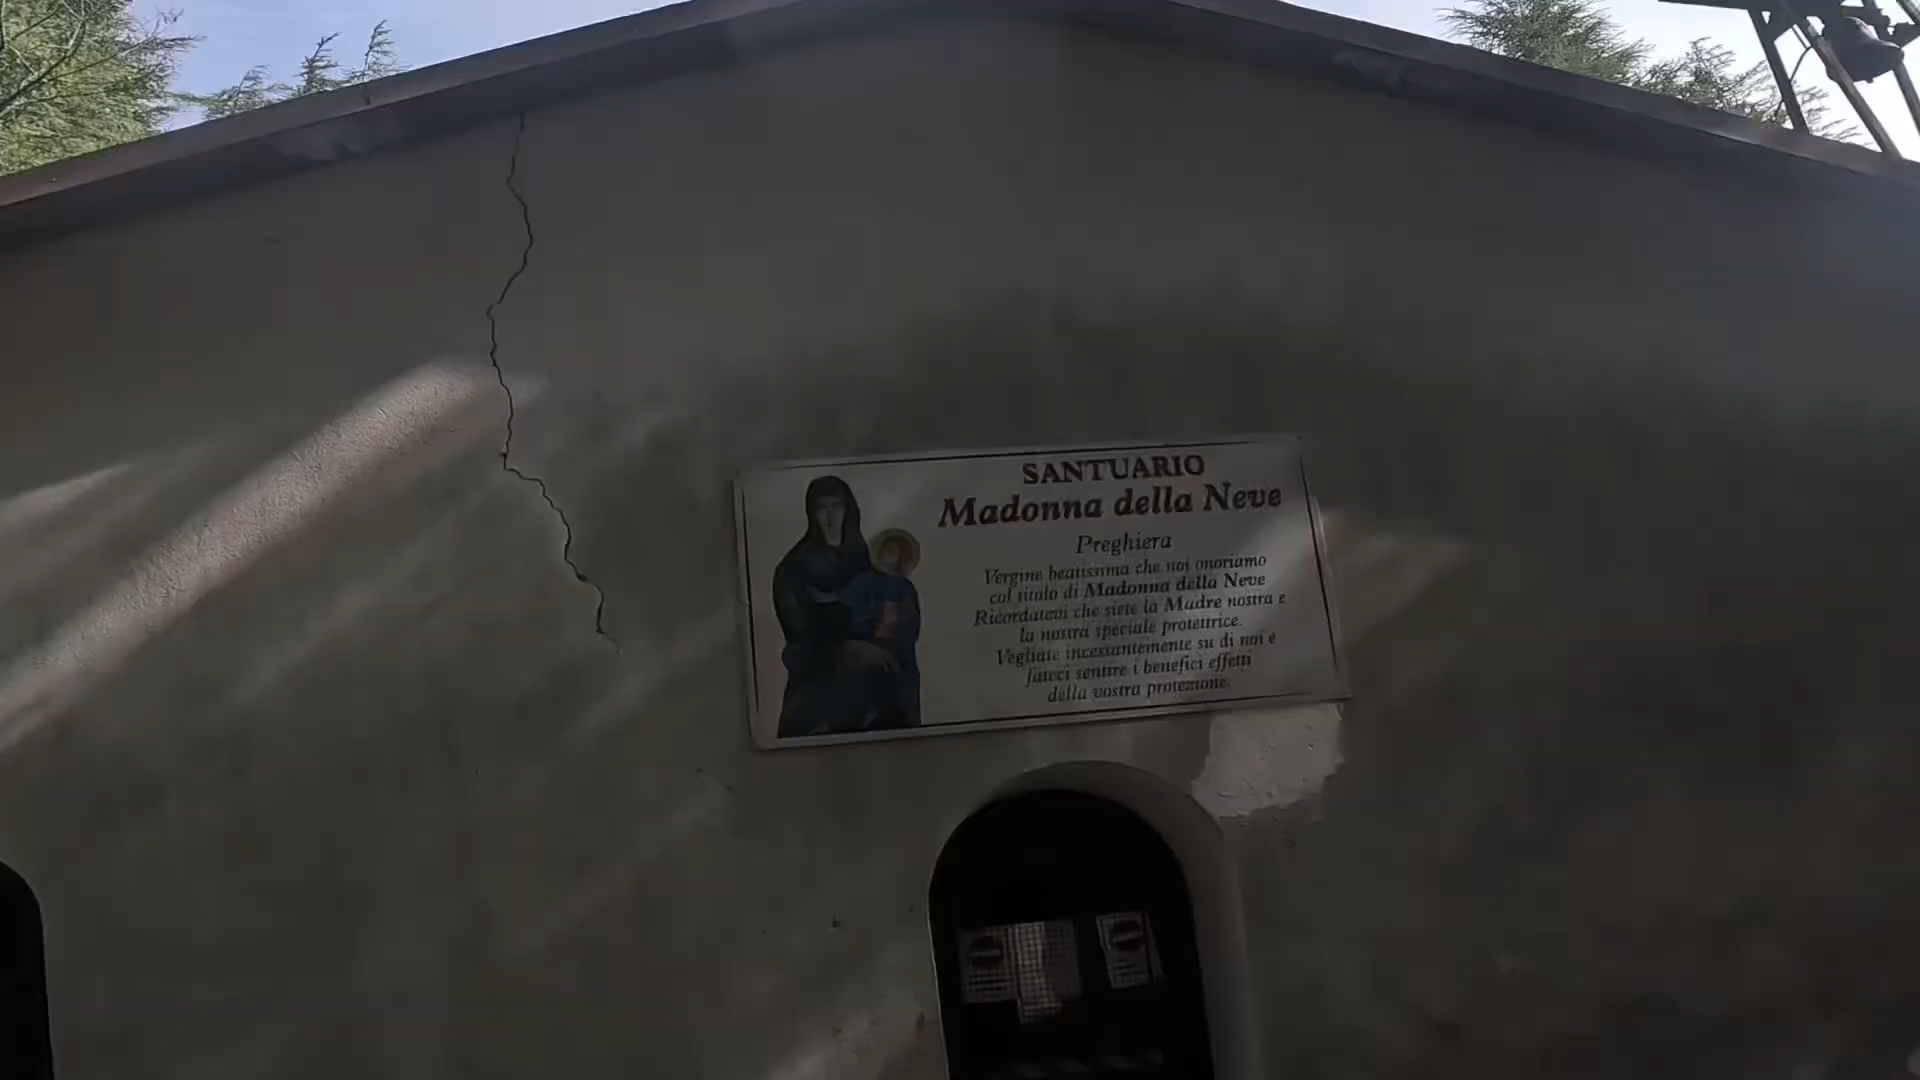 SANTUARIO
Madonna della Neve
Preghiera
Vergine beatissima che noi onoriamo
col titolo di Madonna della Neve
Ricordatevi che siete la Madre nostra e
la nostra speciale protettrice.
Vegliate incessantemente su di noi e
fateci sentire i benefici effetti
della vostra protezione.